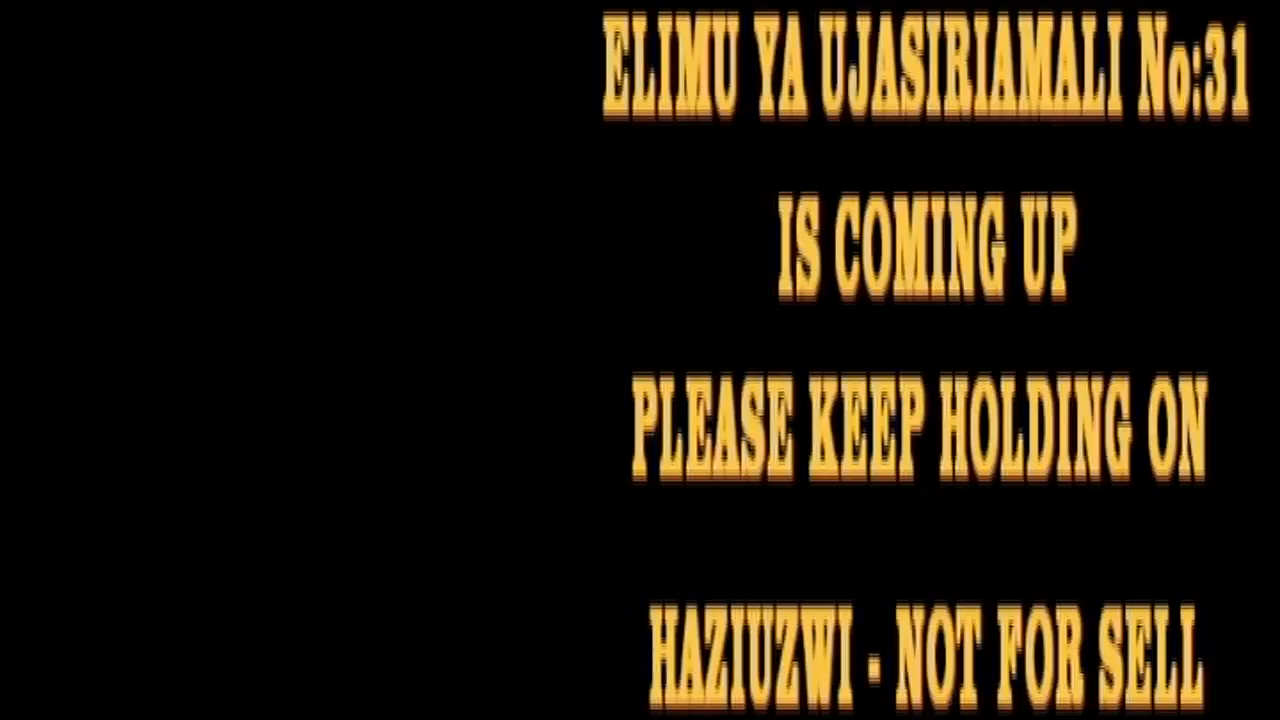 ELIMU YA UJASIRIAMALI No:31
IS COMING UP
PLEASE KEEP HOLDING ON
HAZIUZWI - NOT FOR SELL